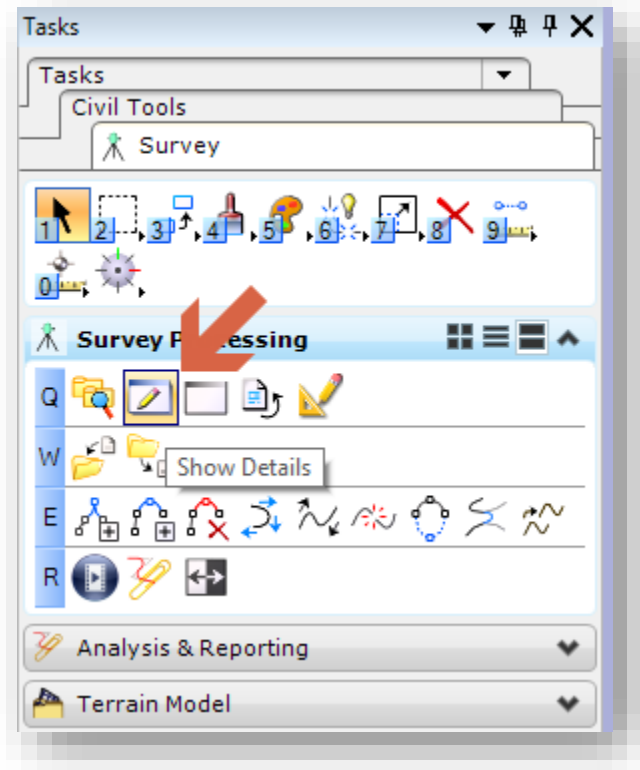 Tasks
Tasks
Civil Tools
Survey
1 2 3 4 5 6 7 8 9
0
Survey P essing
Q
W
Show Details
E
R
Analysis & Reporting
Terrain Model